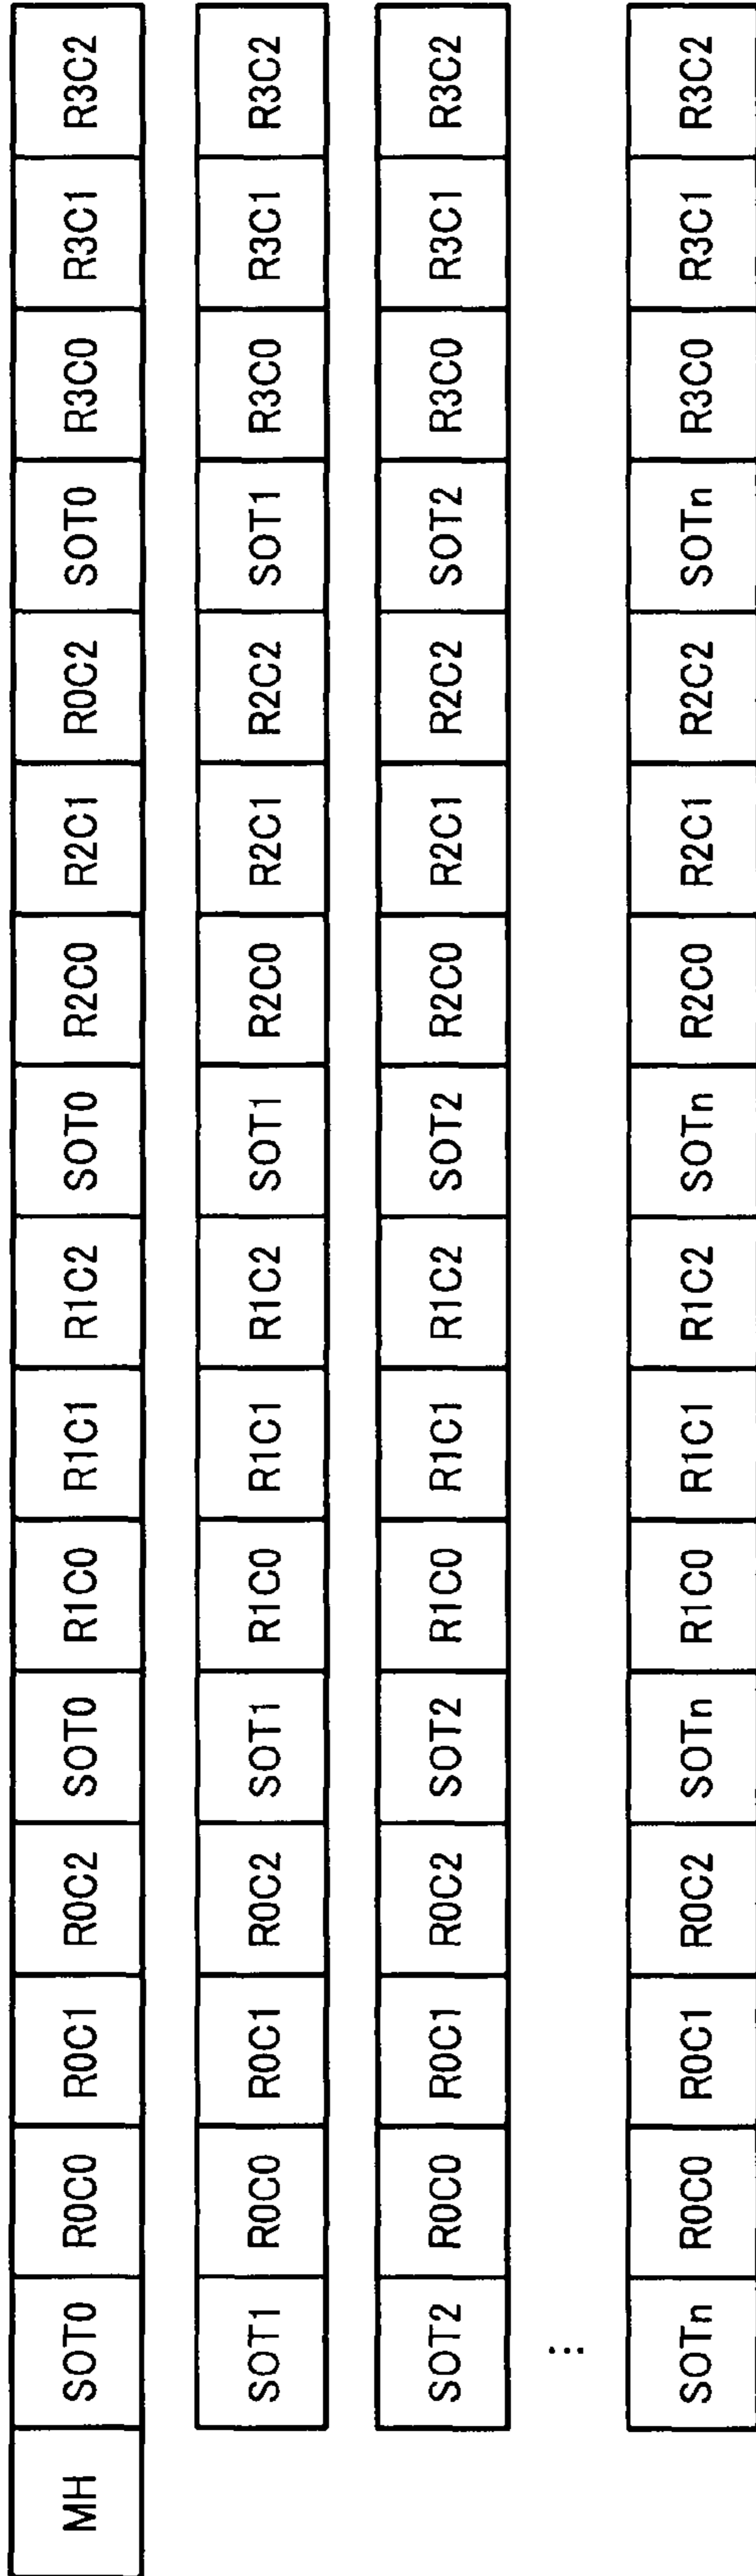 MH SOT0 R0C0 R0C1 R0C2 SOT0 R1C0 R1C1 R1C2 SOT0 R2C0 R2C1 R0C2 SOT0 R3C0 R3C1 R3C2
SOT1 R0C0 R0C1 R0C2 SOT1 R1C0 R1C1 R1C2 SOT1 R2C0 R2C1 R2C2 SOT1 R3C0 R3C1 R3C2
SOT2 R0C0 R0C1 R0C2 SOT2 R1C0 R1C1 R1C2 SOT2 R2C0 R2C1 R2C2 SOT2 R3C0 R3C1 R3C2
...
SOTn R0C0 R0C1 R0C2 SOTn R1C0 R1C1 R1C2 SOTn R2C0 R2C1 R2C2 SOTn R3C0 R3C1 R3C2